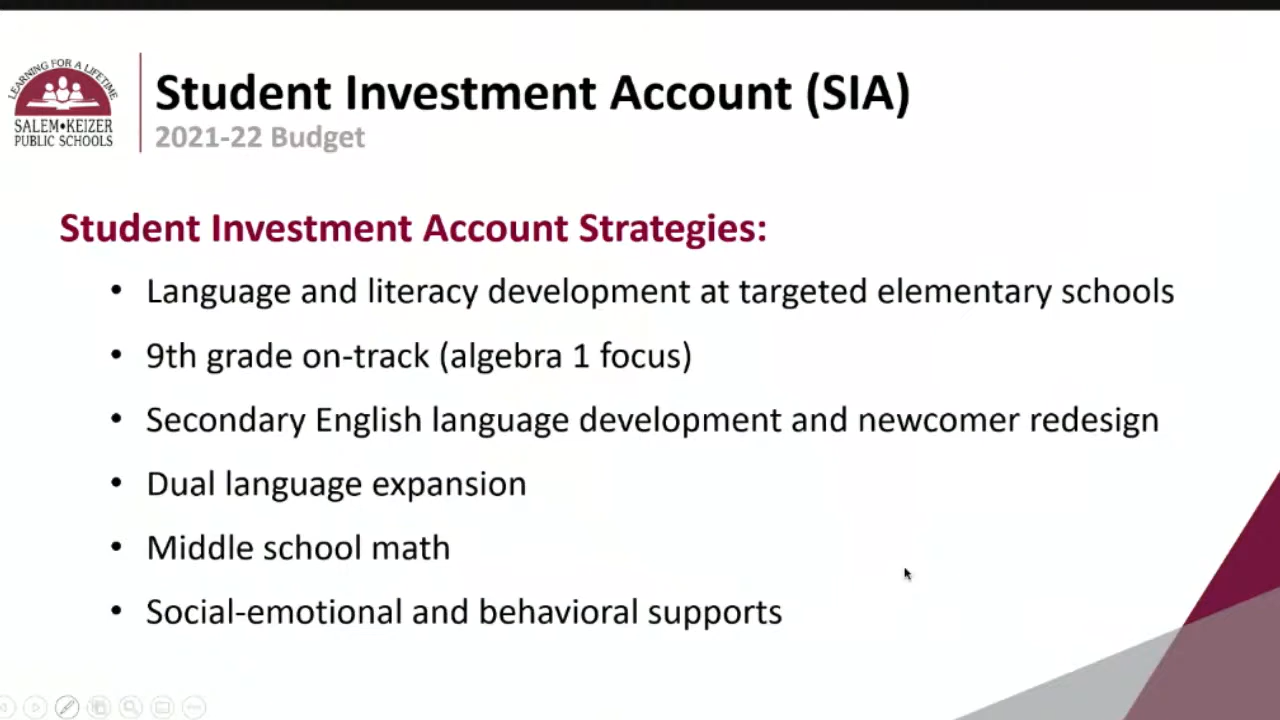 LEARNING FOR A LIFETIME
SALEM•KEIZER
PUBLIC SCHOOLS
Student Investment Account (SIA)
2021-22 Budget
Student Investment Account Strategies:
• Language and literacy development at targeted elementary schools
• 9th grade on-track (algebra 1 focus)
• Secondary English language development and newcomer redesign
• Dual language expansion
• Middle school math
• Social-emotional and behavioral supports